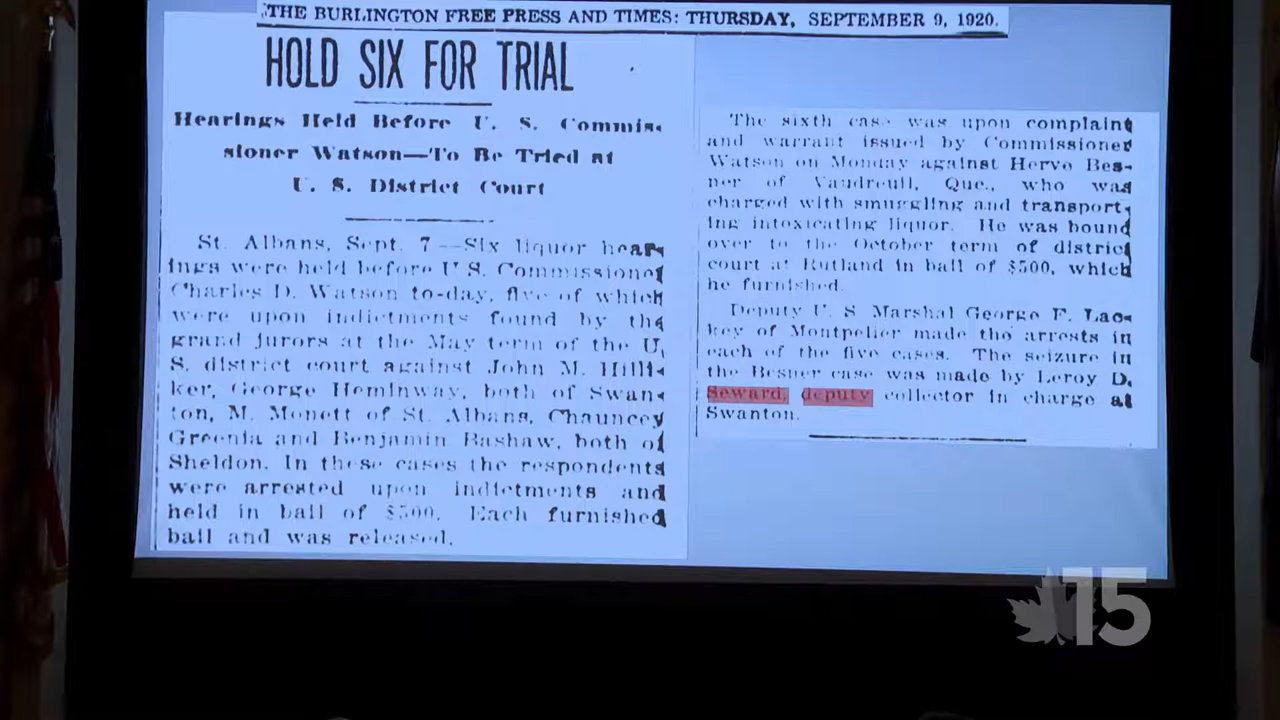 THE BURLINGTON FREE PRESS AND TIMES: THURSDAY, SEPTEMBER 9, 1920.
HOLD SIX FOR TRIAL
Hearings Held Before U. S. Commis-
sioner Watson—To Be Tried at
U. S. District Court
St. Albans, Sept. 7—Six liquor hear-
ings were held before U.S. Commissioner
Charles D. Watson to-day, five of which
were upon indictments found by the
grand jurors at the May term of the U.
S. district court against John M. Hilli-
ker, George Heminway, both of Swan-
ton, M. Monett of St. Albans, Chauncey
Greenia and Benjamin Bashaw, both of
Sheldon. In these cases the respondents
were arrested upon indictments and
held in bail of $500. Each furnished
bail and was released.
The sixth case was upon complaint
and warrant issued by Commissioner
Watson on Monday against Herve Bes-
ner of Vaudreuil, Que., who was
charged with smuggling and transport-
ing intoxicating liquor. He was bound
over to the October term of district
court at Rutland in bail of $500, which
he furnished.
Deputy U. S Marshal George F. Lac-
key of Montpelier made the arrests in
each of the five cases. The seizure in
the Besner case was made by Leroy D.
Seward, deputy collector in charge at
Swanton.
15